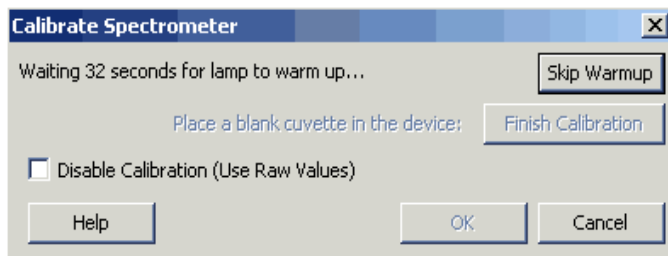 Calibrate Spectrometer
Waiting 32 seconds for lamp to warm up...
Skip Warmup
Place a blank cuvette in the device:
Finish Calibration
Disable Calibration (Use Raw Values)
Help
OK
Cancel